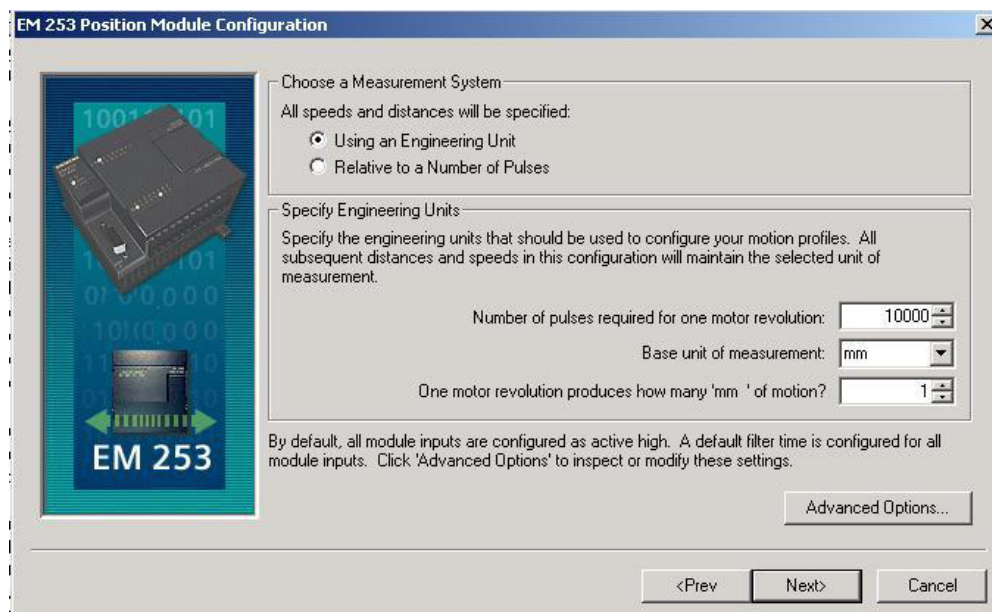 EM 253 Position Module Configuration
Choose a Measurement System
All speeds and distances will be specified:
Using an Engineering Unit
Relative to a Number of Pulses
Specify Engineering Units
Specify the engineering units that should be used to configure your motion profiles. All
subsequent distances and speeds in this configuration will maintain the selected unit of
measurement.
Number of pulses required for one motor revolution: 10000
Base unit of measurement: mm
One motor revolution produces how many 'mm ' of motion? 1
EM 253
By default, all module inputs are configured as active high. A default filter time is configured for all
module inputs. Click 'Advanced Options' to inspect or modify these settings.
Advanced Options...
<Prev Next> Cancel